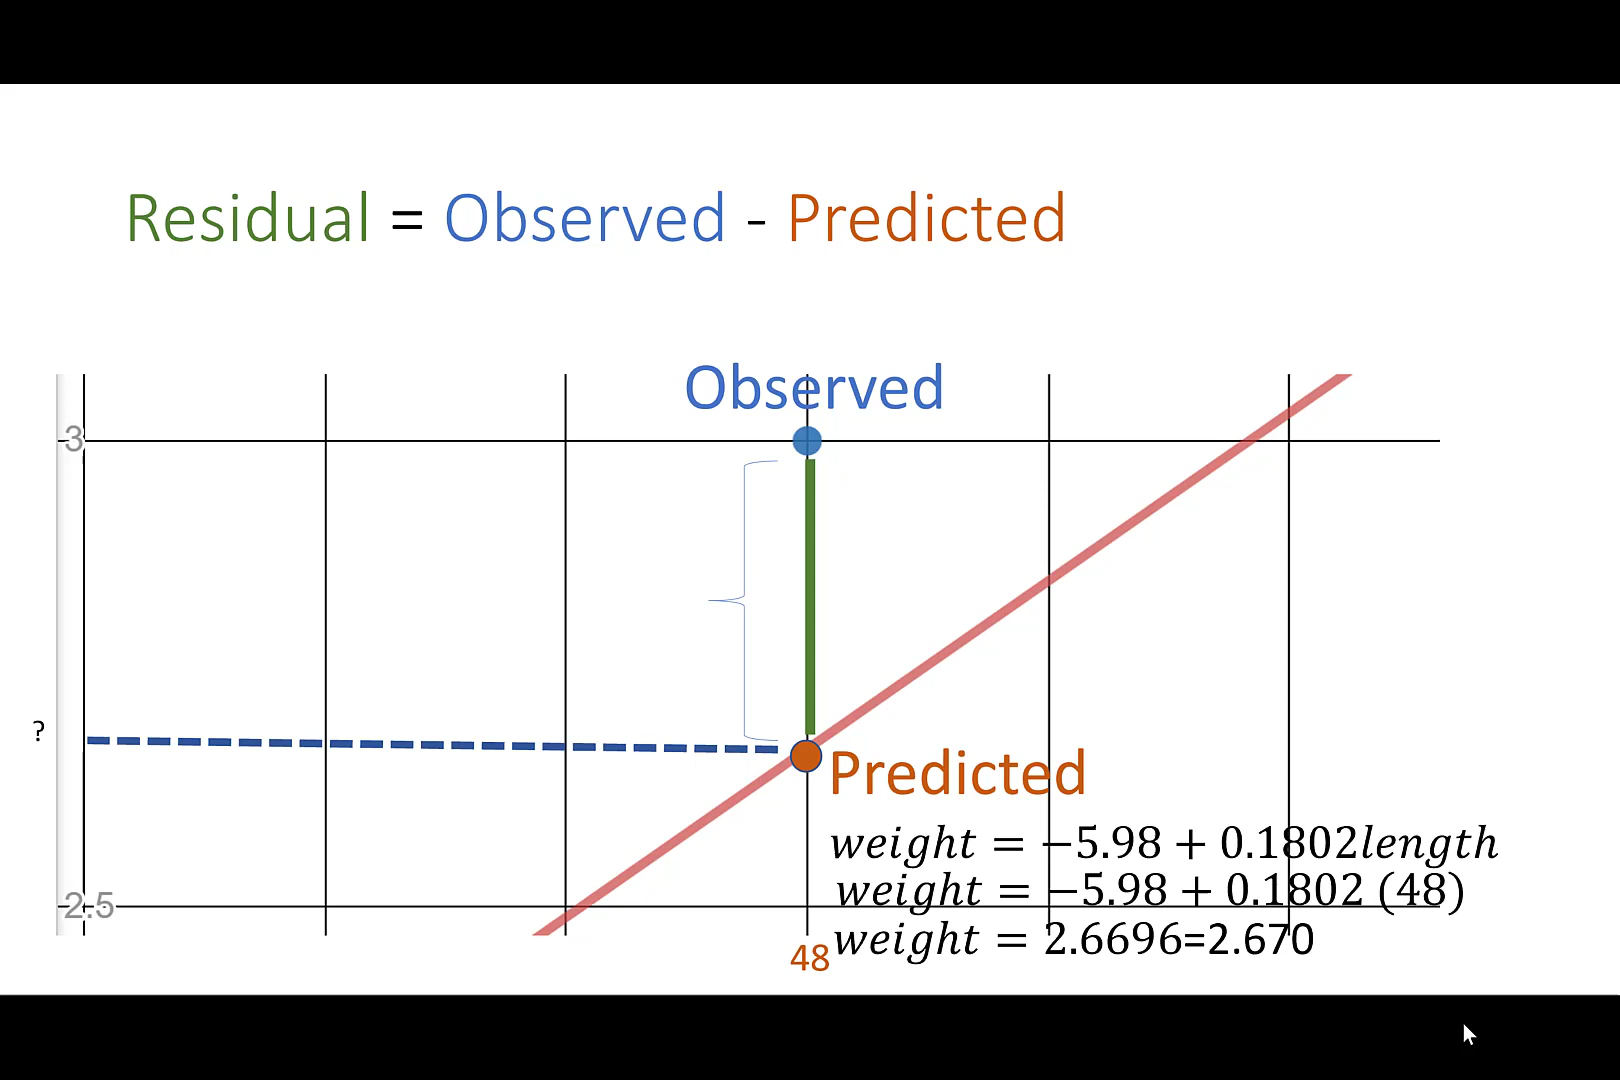 Residual = Observed - Predicted
Observed
3
?
Predicted
weight = −5.98 + 0.1802length
weight = −5.98 + 0.1802 (48)
2.5
weight = 2.6696=2.670
48